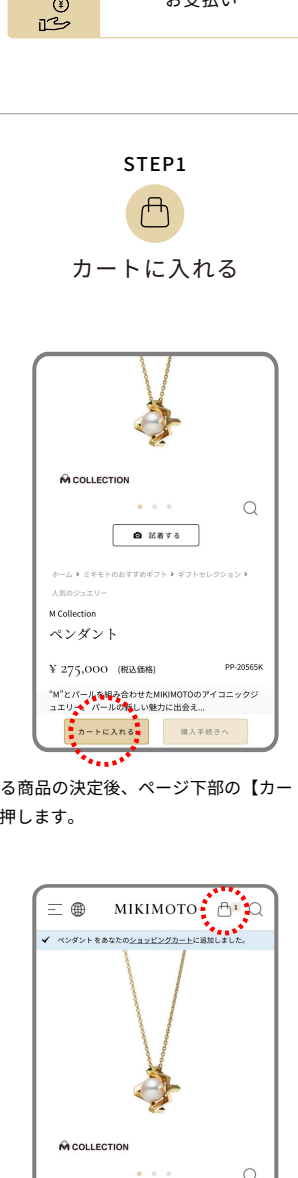 お支払い
STEP1
カートに入れる
M COLLECTION
試着する
ホーム > ミキモトのおすすめギフト > ギフトセレクション >
人気のジュエリー
M Collection
ペンダント
¥ 275,000 (税込価格) PP-20565K
“M”とパールを組み合わせたMIKIMOTOのアイコニックジ
ュエリー。パールの新しい魅力に出会え...
カートに入れる 購入手続きへ
る商品の決定後、ページ下部の【カー
押します。
MIKIMOTO 1
ペンダント をあなたのショッピングカートに追加しました。
M COLLECTION